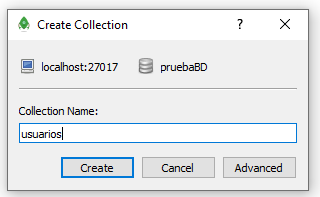 Create Collection
localhost:27017 pruebaBD
Collection Name:
usuarios
Create Cancel Advanced